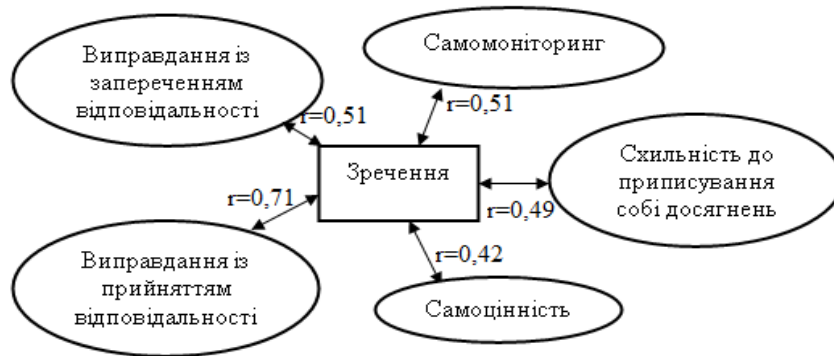 Виправдання із
запереченням
відповідальності
Самомоніторинг
r=0,51
r=0,51
Зречення
Схильність до
приписування
собі досягнень
r=0,71
r=0,49
Виправдання із
прийняттям
відповідальності
r=0,42
Самоцінність